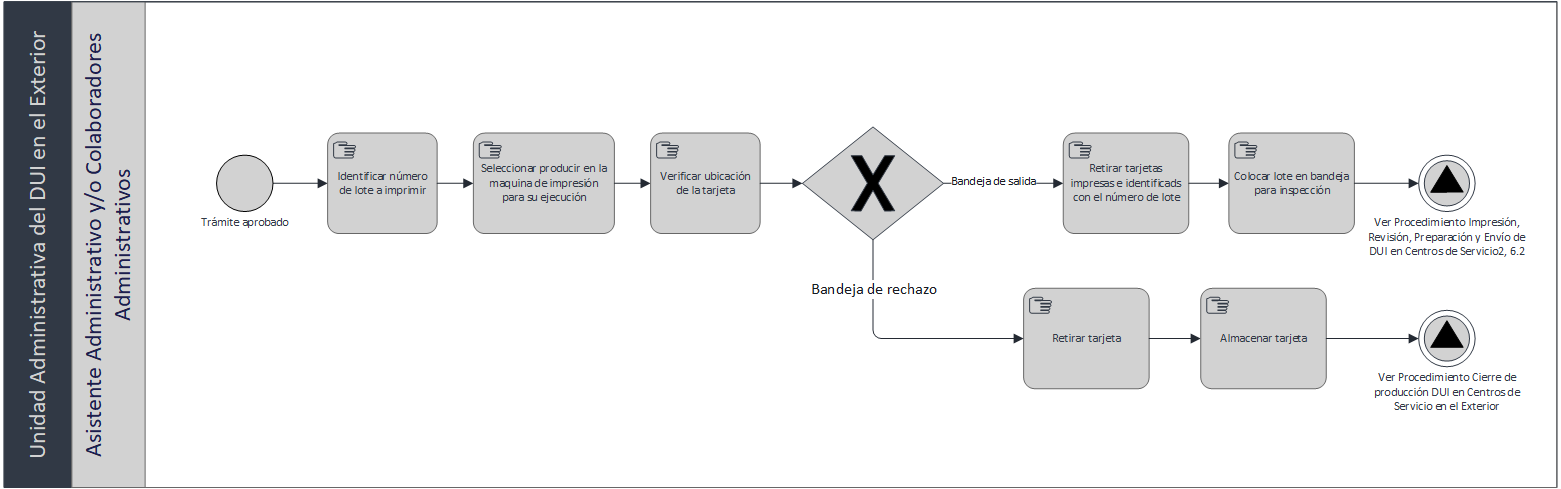 Unidad Administrativa del DUI en el Exterior
Asistente Administrativo y/o Colaboradores
Administrativos
Trámite aprobado
Identificar número
de lote a imprimir
Seleccionar producir en la
maquina de impresión
para su ejecución
Verificar ubicación
de la tarjeta
X
Bandeja de salida
Retirar tarjetas
impresas e identificads
con el número de lote
Colocar lote en bandeja
para inspección
Ver Procedimiento Impresión,
Revisión, Preparación y Envío de
DUI en Centros de Servicio2, 6.2
Bandeja de rechazo
Retirar tarjeta
Almacenar tarjeta
Ver Procedimiento Cierre de
producción DUI en Centros de
Servicio en el Exterior